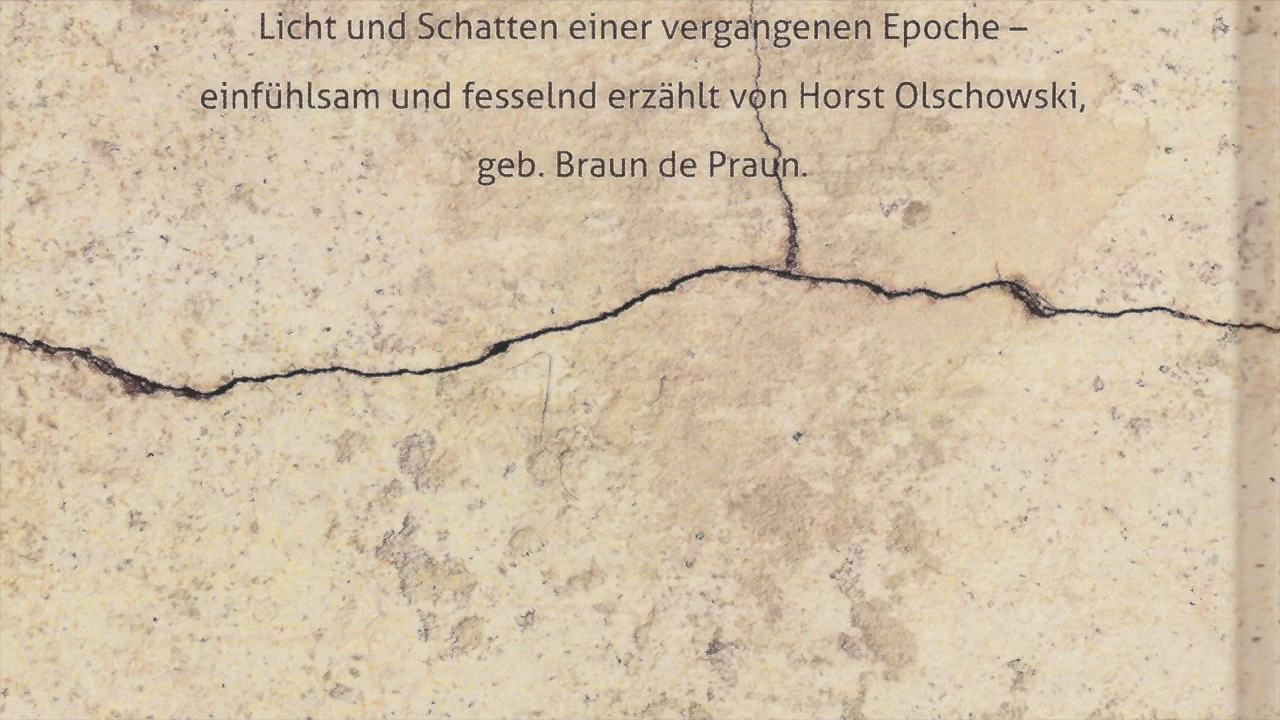 Licht und Schatten einer vergangenen Epoche –
einfühlsam und fesselnd erzählt von Horst Olschowski,
geb. Braun de Praun.